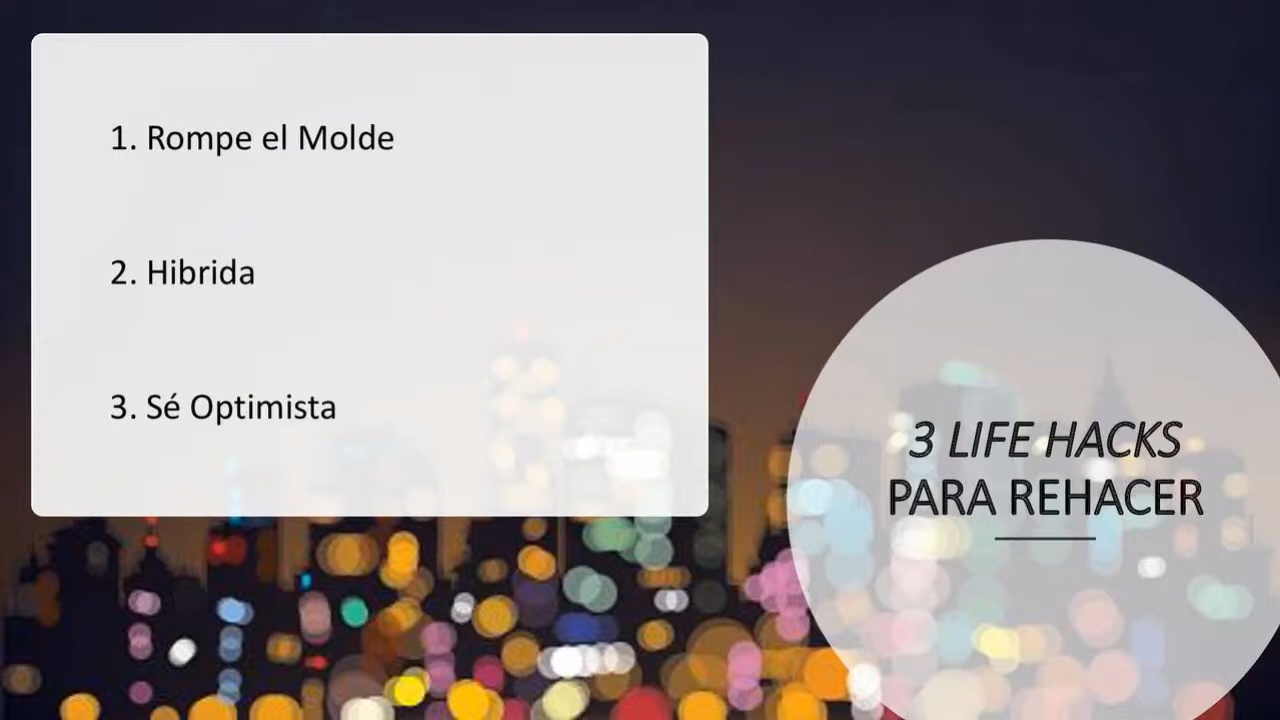 1. Rompe el Molde
2. Hibrida
3. Sé Optimista
3 LIFE HACKS
PARA REHACER